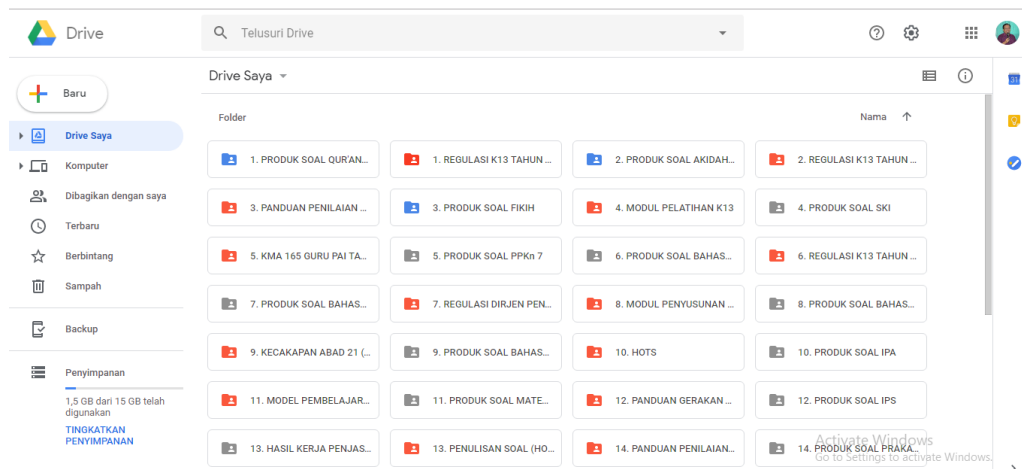 Drive
Telusuri Drive
Baru
Drive Saya
Komputer
Dibagikan dengan saya
Terbaru
Berbintang
Sampah
Backup
Penyimpanan
1,5 GB dari 15 GB telah
digunakan
TINGKATKAN
PENYIMPANAN
Drive Saya
Folder
Nama
1. PRODUK SOAL QUR'AN...
1. REGULASI K13 TAHUN ...
2. PRODUK SOAL AKIDAH...
2. REGULASI K13 TAHUN ...
3. PANDUAN PENILAIAN ...
3. PRODUK SOAL FIKIH
4. MODUL PELATIHAN K13
4. PRODUK SOAL SKI
5. KMA 165 GURU PAI TA...
5. PRODUK SOAL PPKn 7
6. PRODUK SOAL BAHAS...
6. REGULASI K13 TAHUN ...
7. PRODUK SOAL BAHAS...
7. REGULASI DIRJEN PEN...
8. MODUL PENYUSUNAN ...
8. PRODUK SOAL BAHAS...
9. KECAKAPAN ABAD 21 (...
9. PRODUK SOAL BAHAS...
10. HOTS
10. PRODUK SOAL IPA
11. MODEL PEMBELAJAR...
11. PRODUK SOAL MATE...
12. PANDUAN GERAKAN ...
12. PRODUK SOAL IPS
13. HASIL KERJA PENJAS...
13. PENULISAN SOAL (HO...
14. PANDUAN PENILAIAN...
14. PRODUK SOAL PRAKA...
Activate Windows
Go to Settings to activate Windows.
31